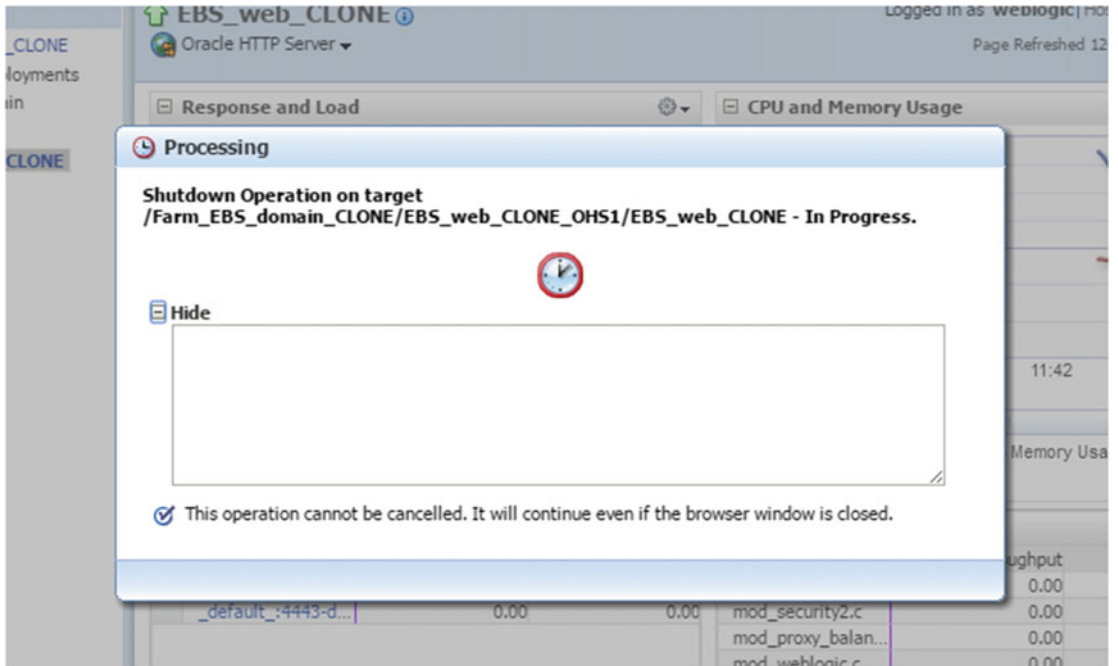 EBS_web_CLONE
Logged in as weblogic|
Oracle HTTP Server
Page Refreshed 12
_CLONE
Response and Load
CPU and Memory Usage
CLONE
Processing
Shutdown Operation on target
/Farm_EBS_domain_CLONE/EBS_web_CLONE_OHS1/EBS_web_CLONE - In Progress.
Hide
11:42
Memory Usa
This operation cannot be cancelled. It will continue even if the browser window is closed.
ughput
0.00
_default_:4443-d... 0.00 0.00 mod_security2.c 0.00
mod_proxy_balan... 0.00
mod_weblogic.c 0.00